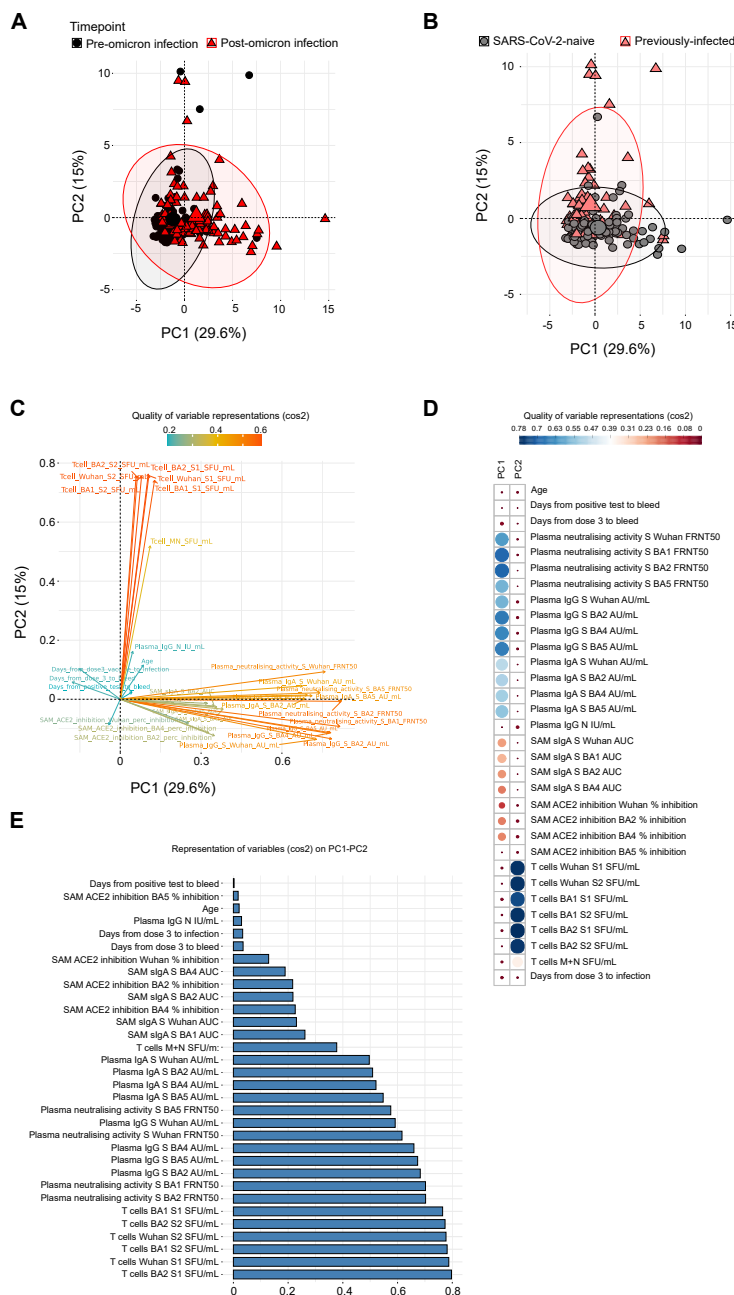 A
Timepoint
Pre-omicron infection
Post-omicron infection
10
5
0
-5
PC2 (15%)
-5
0
5
10
15
PC1 (29.6%)
B
SARS-CoV-2-naive
Previously-infected
10
5
0
-5
PC2 (15%)
-5
0
5
10
15
PC1 (29.6%)
C
Quality of variable representations (cos2)
0.2
0.4
0.6
0.8
0.6
0.4
0.2
0
PC2 (15%)
Tcell_BA2_S2_SFU_mL
Tcell_BA2_S1_SFU_mL
Tcell_Wuhan_S2_SFU_mL
Tcell_Wuhan_S1_SFU_mL
Tcell_BA1_S2_SFU_mL
Tcell_BA1_S1_SFU_mL
Tcell_MN_SFU_mL
Plasma_IgG_N_IU_mL
Age
Plasma_neutralising_activity_S_Wuhan_FRNT50
Plasma_IgA_S_Wuhan_AU_mL
Plasma_neutralising_activity_S_BA5_FRNT50
Plasma_IgA_S_BA2_AU_mL
Plasma_neutralising_activity_S_BA2_FRNT50
Plasma_neutralising_activity_S_BA1_FRNT50
SAM_ACE2_inhibition_BA4_perc_inhibition
SAM_ACE2_inhibition_BA2_perc_inhibition
Plasma_IgG_S_Wuhan_AU_mL
Plasma_IgG_S_BA2_AU_mL
0
0.3
0.6
PC1 (29.6%)
D
Quality of variable representations (cos2)
0.78
0.7
0.63
0.55
0.47
0.39
0.31
0.23
0.16
0.08
0
PC1
PC2
Age
Days from positive test to bleed
Days from dose 3 to bleed
Plasma neutralising activity S Wuhan FRNT50
Plasma neutralising activity S BA1 FRNT50
Plasma neutralising activity S BA2 FRNT50
Plasma neutralising activity S BA5 FRNT50
Plasma IgG S Wuhan AU/mL
Plasma IgG S BA2 AU/mL
Plasma IgG S BA4 AU/mL
Plasma IgG S BA5 AU/mL
Plasma IgA S Wuhan AU/mL
Plasma IgA S BA2 AU/mL
Plasma IgA S BA4 AU/mL
Plasma IgA S BA5 AU/mL
Plasma IgG N IU/mL
SAM sIgA S Wuhan AUC
SAM sIgA S BA1 AUC
SAM sIgA S BA2 AUC
SAM sIgA S BA4 AUC
SAM ACE2 inhibition Wuhan % inhibition
SAM ACE2 inhibition BA2 % inhibition
SAM ACE2 inhibition BA4 % inhibition
SAM ACE2 inhibition BA5 % inhibition
T cells Wuhan S1 SFU/mL
T cells Wuhan S2 SFU/mL
T cells BA1 S1 SFU/mL
T cells BA1 S2 SFU/mL
T cells BA2 S1 SFU/mL
T cells BA2 S2 SFU/mL
T cells M+N SFU/mL
Days from dose 3 to infection
E
Representation of variables (cos2) on PC1-PC2
Days from positive test to bleed
SAM ACE2 inhibition BA5 % inhibition
Age
Plasma IgG N IU/mL
Days from dose 3 to infection
Days from dose 3 to bleed
SAM ACE2 inhibition Wuhan % inhibition
SAM sIgA S BA4 AUC
SAM ACE2 inhibition BA2 % inhibition
SAM sIgA S BA2 AUC
SAM ACE2 inhibition BA4 % inhibition
SAM sIgA S Wuhan AUC
SAM sIgA S BA1 AUC
T cells M+N SFU/m:
Plasma IgA S Wuhan AU/mL
Plasma IgA S BA2 AU/mL
Plasma IgA S BA4 AU/mL
Plasma IgA S BA5 AU/mL
Plasma neutralising activity S BA5 FRNT50
Plasma IgG S Wuhan AU/mL
Plasma neutralising activity S Wuhan FRNT50
Plasma IgG S BA4 AU/mL
Plasma IgG S BA5 AU/mL
Plasma IgG S BA2 AU/mL
Plasma neutralising activity S BA1 FRNT50
Plasma neutralising activity S BA2 FRNT50
T cells BA1 S1 SFU/mL
T cells BA2 S2 SFU/mL
T cells Wuhan S2 SFU/mL
T cells BA1 S2 SFU/mL
T cells Wuhan S1 SFU/mL
T cells BA2 S1 SFU/mL
0
0.2
0.4
0.6
0.8